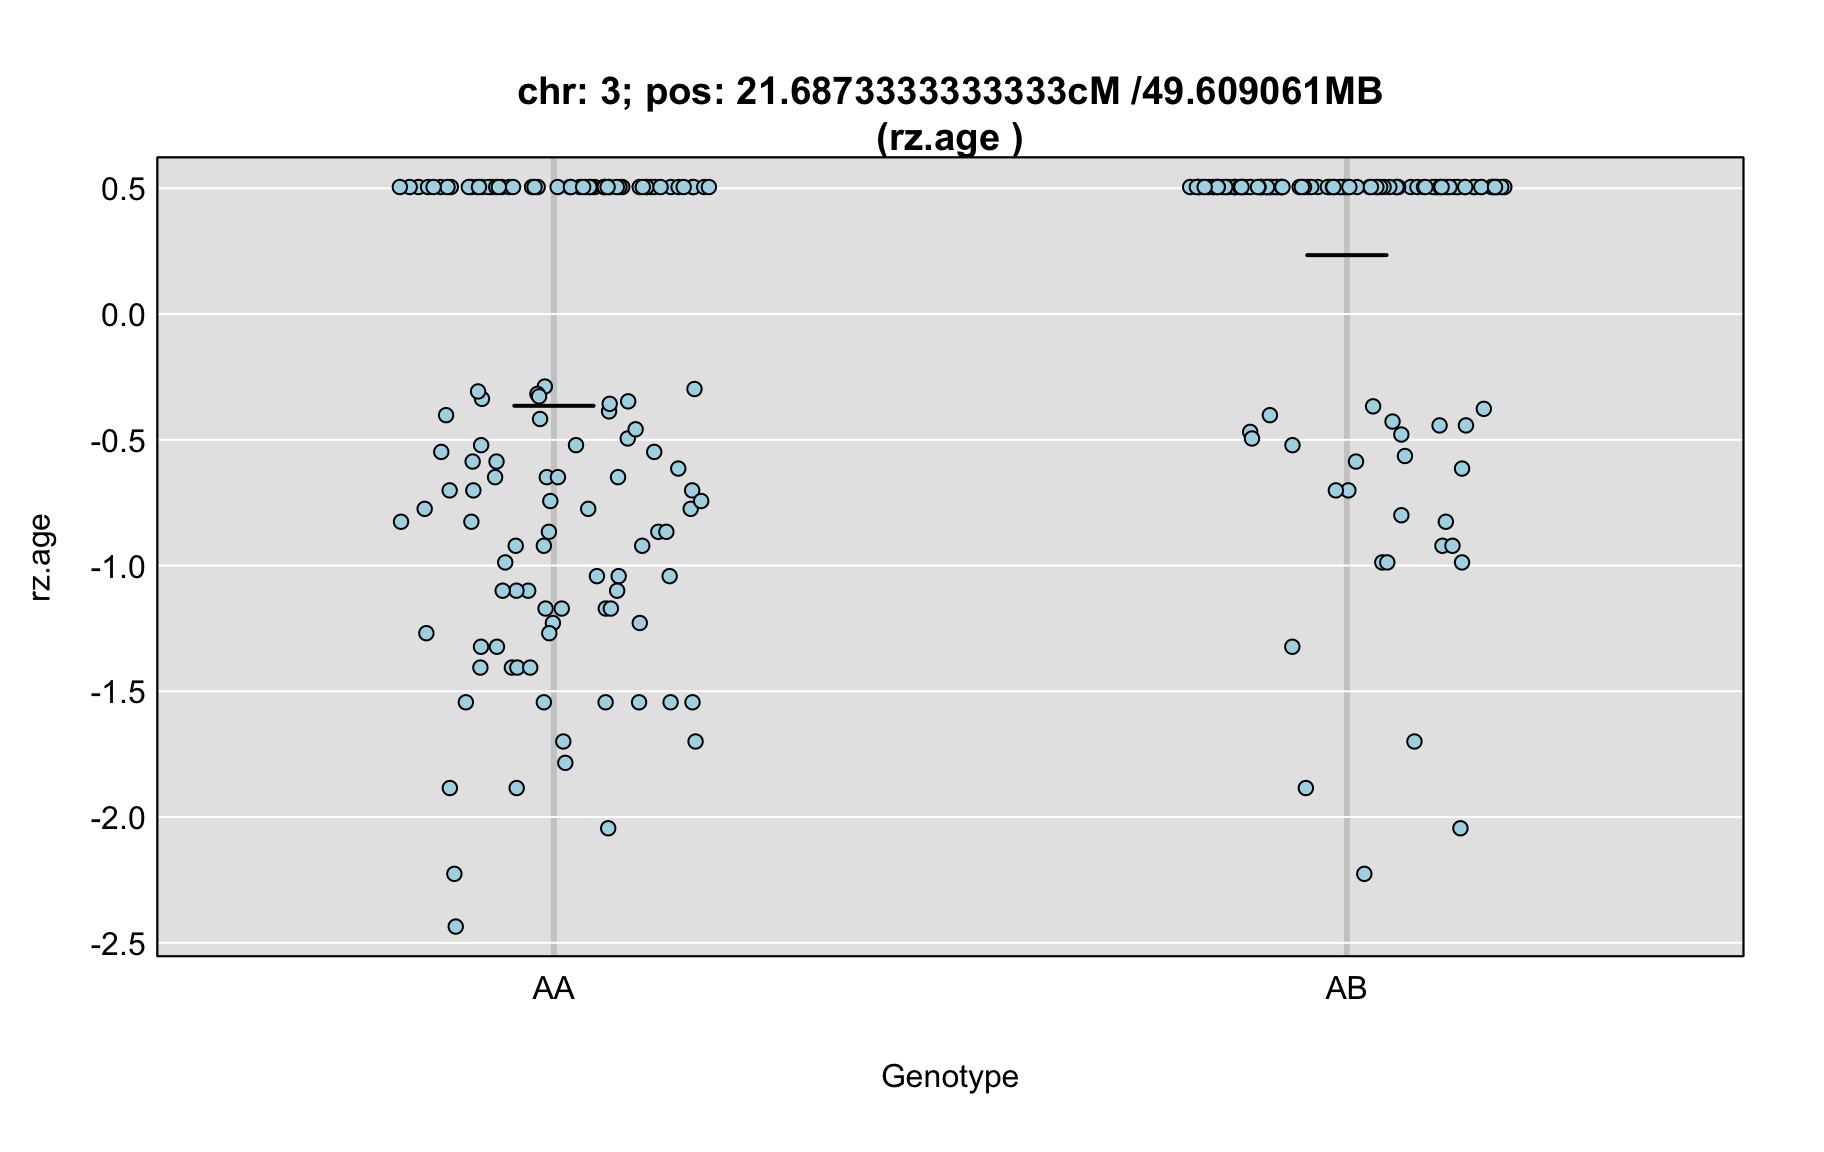 chr: 3; pos: 21.6873333333333cM /49.609061MB
(rz.age )
rz.age
0.5
0.0
-0.5
-1.0
-1.5
-2.0
-2.5
AA
AB
Genotype